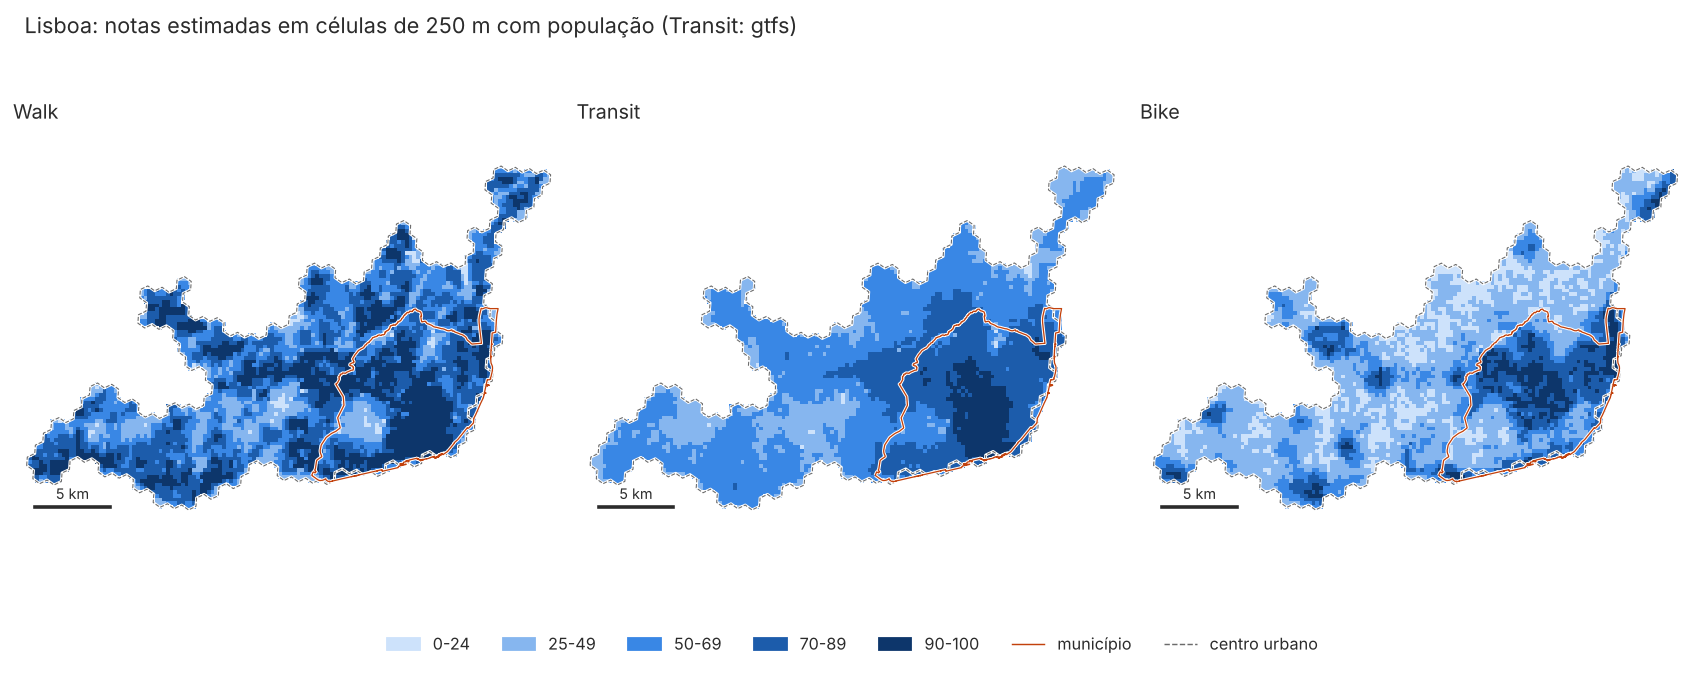 Lisboa: notas estimadas em células de 250 m com população (Transit: gtfs)
Walk
Transit
Bike
5 km
5 km
5 km
0-24
25-49
50-69
70-89
90-100
município
centro urbano